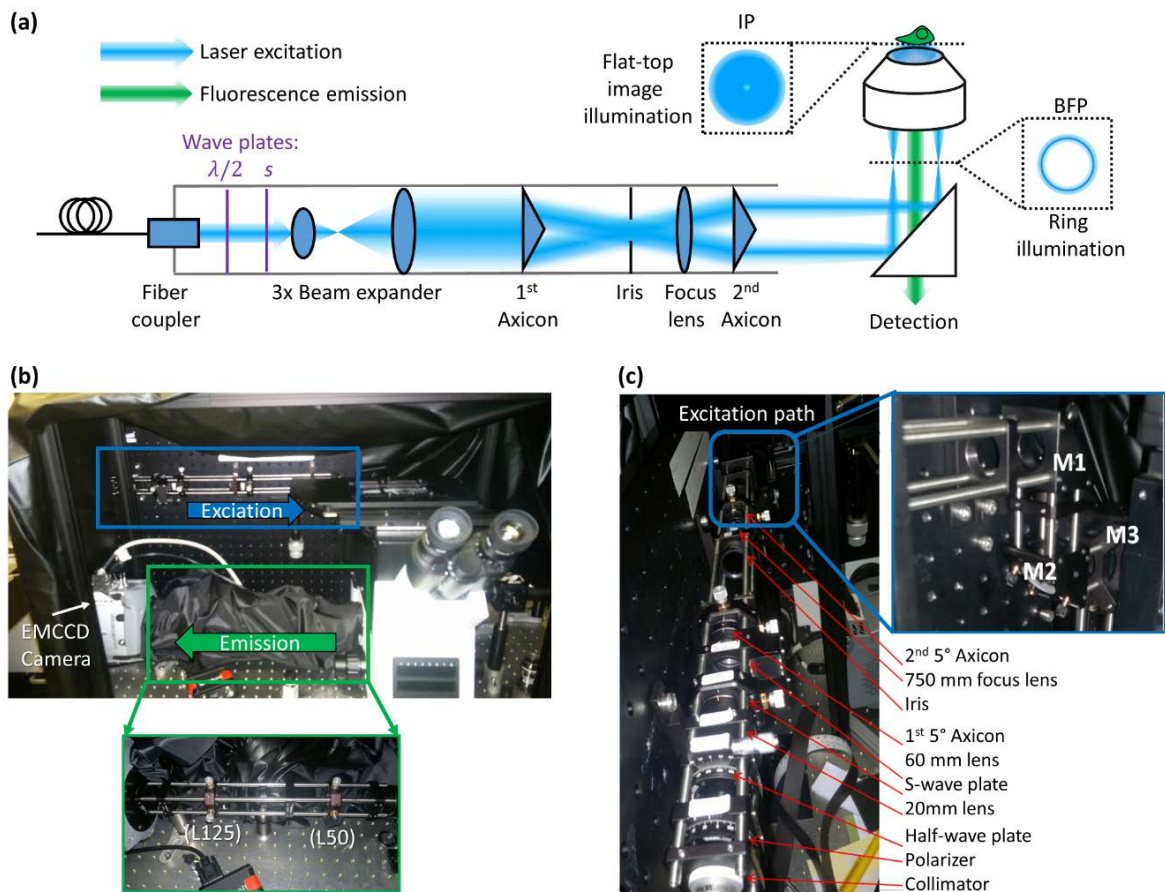 (a)
Laser excitation
Fluorescence emission
Wave plates:
λ/2
s
Fiber
coupler
3x Beam expander
1st
Axicon
Iris
Focus
lens
2nd
Axicon
IP
Flat-top
image
illumination
BFP
Ring
illumination
Detection
(b)
Exciation
EMCCD
Camera
Emission
(L125)
(L50)
(c)
Excitation path
M1
M3
M2
2nd 5° Axicon
750 mm focus lens
Iris
1st 5° Axicon
60 mm lens
S-wave plate
20mm lens
Half-wave plate
Polarizer
Collimator